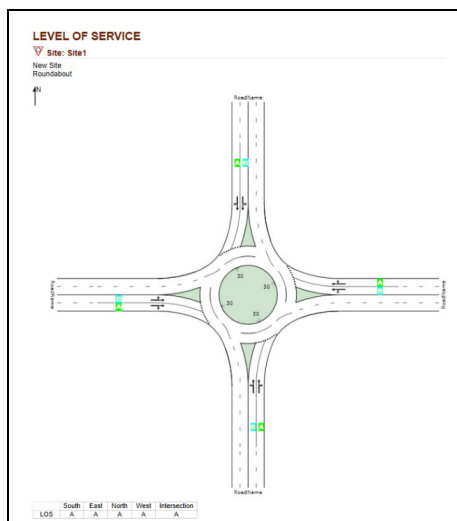 LEVEL OF SERVICE
Site: Site1
New Site
Roundabout
N
RoadName
A B
RoadName
B
A
30
30
30
30
A
B
RoadName
B A
RoadName
South East North West Intersection
LOS A A A A A